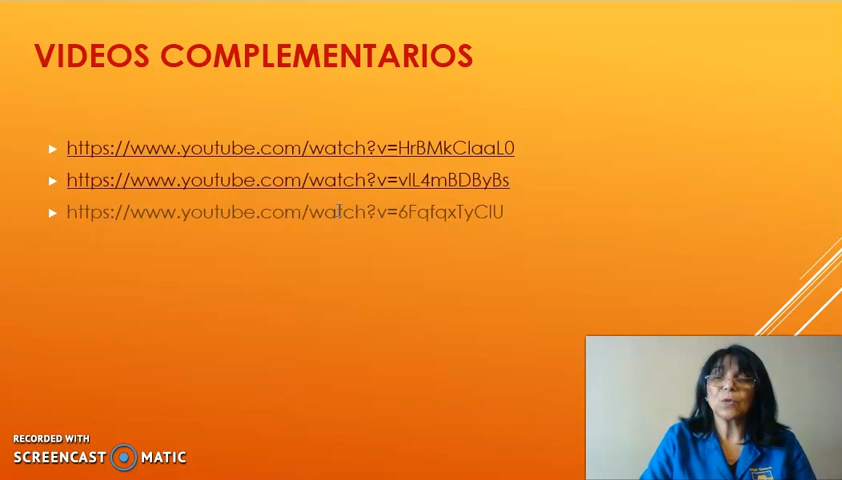 VIDEOS COMPLEMENTARIOS
https://www.youtube.com/watch?v=HrBMkClaaL0
https://www.youtube.com/watch?v=vIL4mBDByBs
https://www.youtube.com/watch?v=6FqfqxTyClU
RECORDED WITH
SCREENCAST MATIC